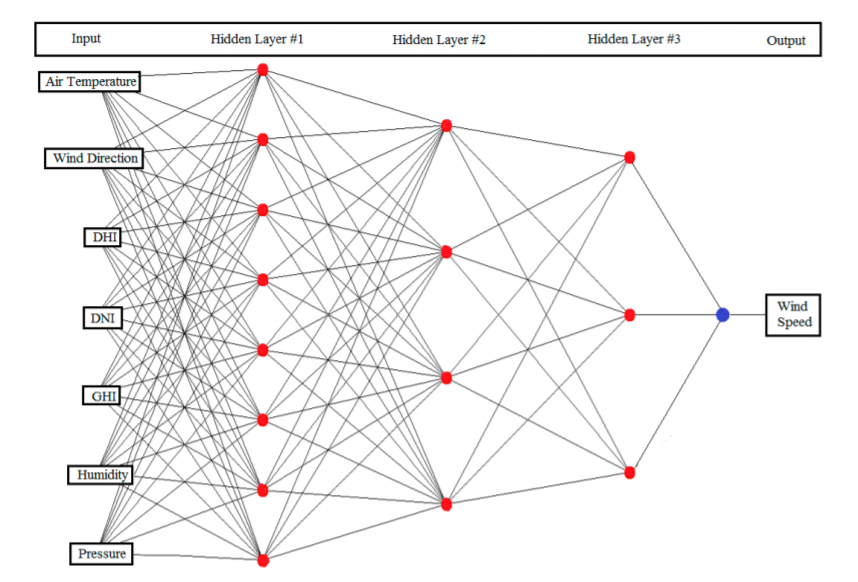 Input Hidden Layer #1 Hidden Layer #2 Hidden Layer #3 Output
Air Temperature
Wind Direction
DHI
DNI
GHI
Humidity
Pressure
Wind
Speed